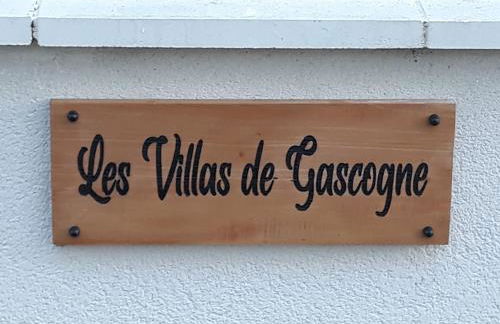 Les Villas de Gascogne